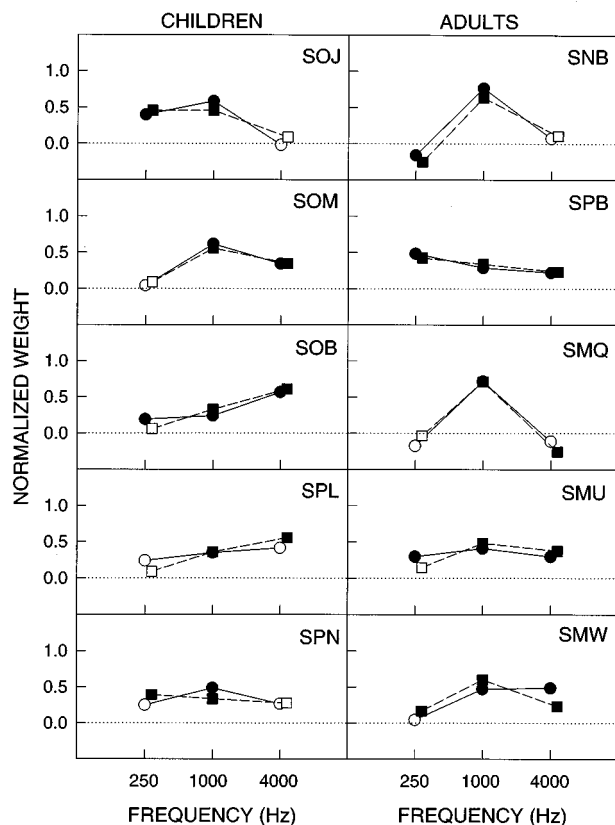 CHILDREN ADULTS
SOJ SNB
1.0
0.5
0.0
SOM SPB
1.0
0.5
0.0
SOB SMQ
1.0
0.5
0.0
SPL SMU
1.0
0.5
0.0
SPN SMW
1.0
0.5
0.0
NORMALIZED WEIGHT
250 1000 4000 250 1000 4000
FREQUENCY (Hz) FREQUENCY (Hz)